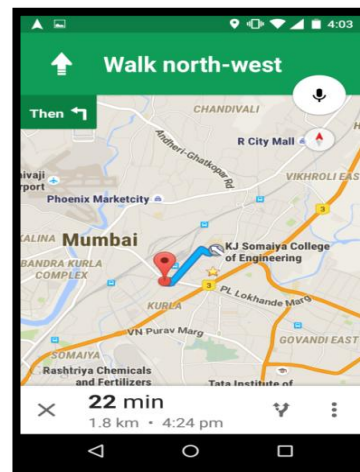 4:03
Walk north-west
Then
CHANDIVALI
Andheri-Ghatkopar
Rd
R City Mall
ivaji
port
VIKHROLI EAS
Phoenix Marketcity
3
ALINA
Mumbai
BANDRA KURLA
COMPLEX
KJ Somaiya College
of Engineering
3
KURLA
PL Lokhande Marg
VN Purav Marg
GOVANDI EAST
SOMAIYA
Rashtriya Chemicals
and Fertilizers
Tata Institute of
22 min
1.8 km • 4:24 pm